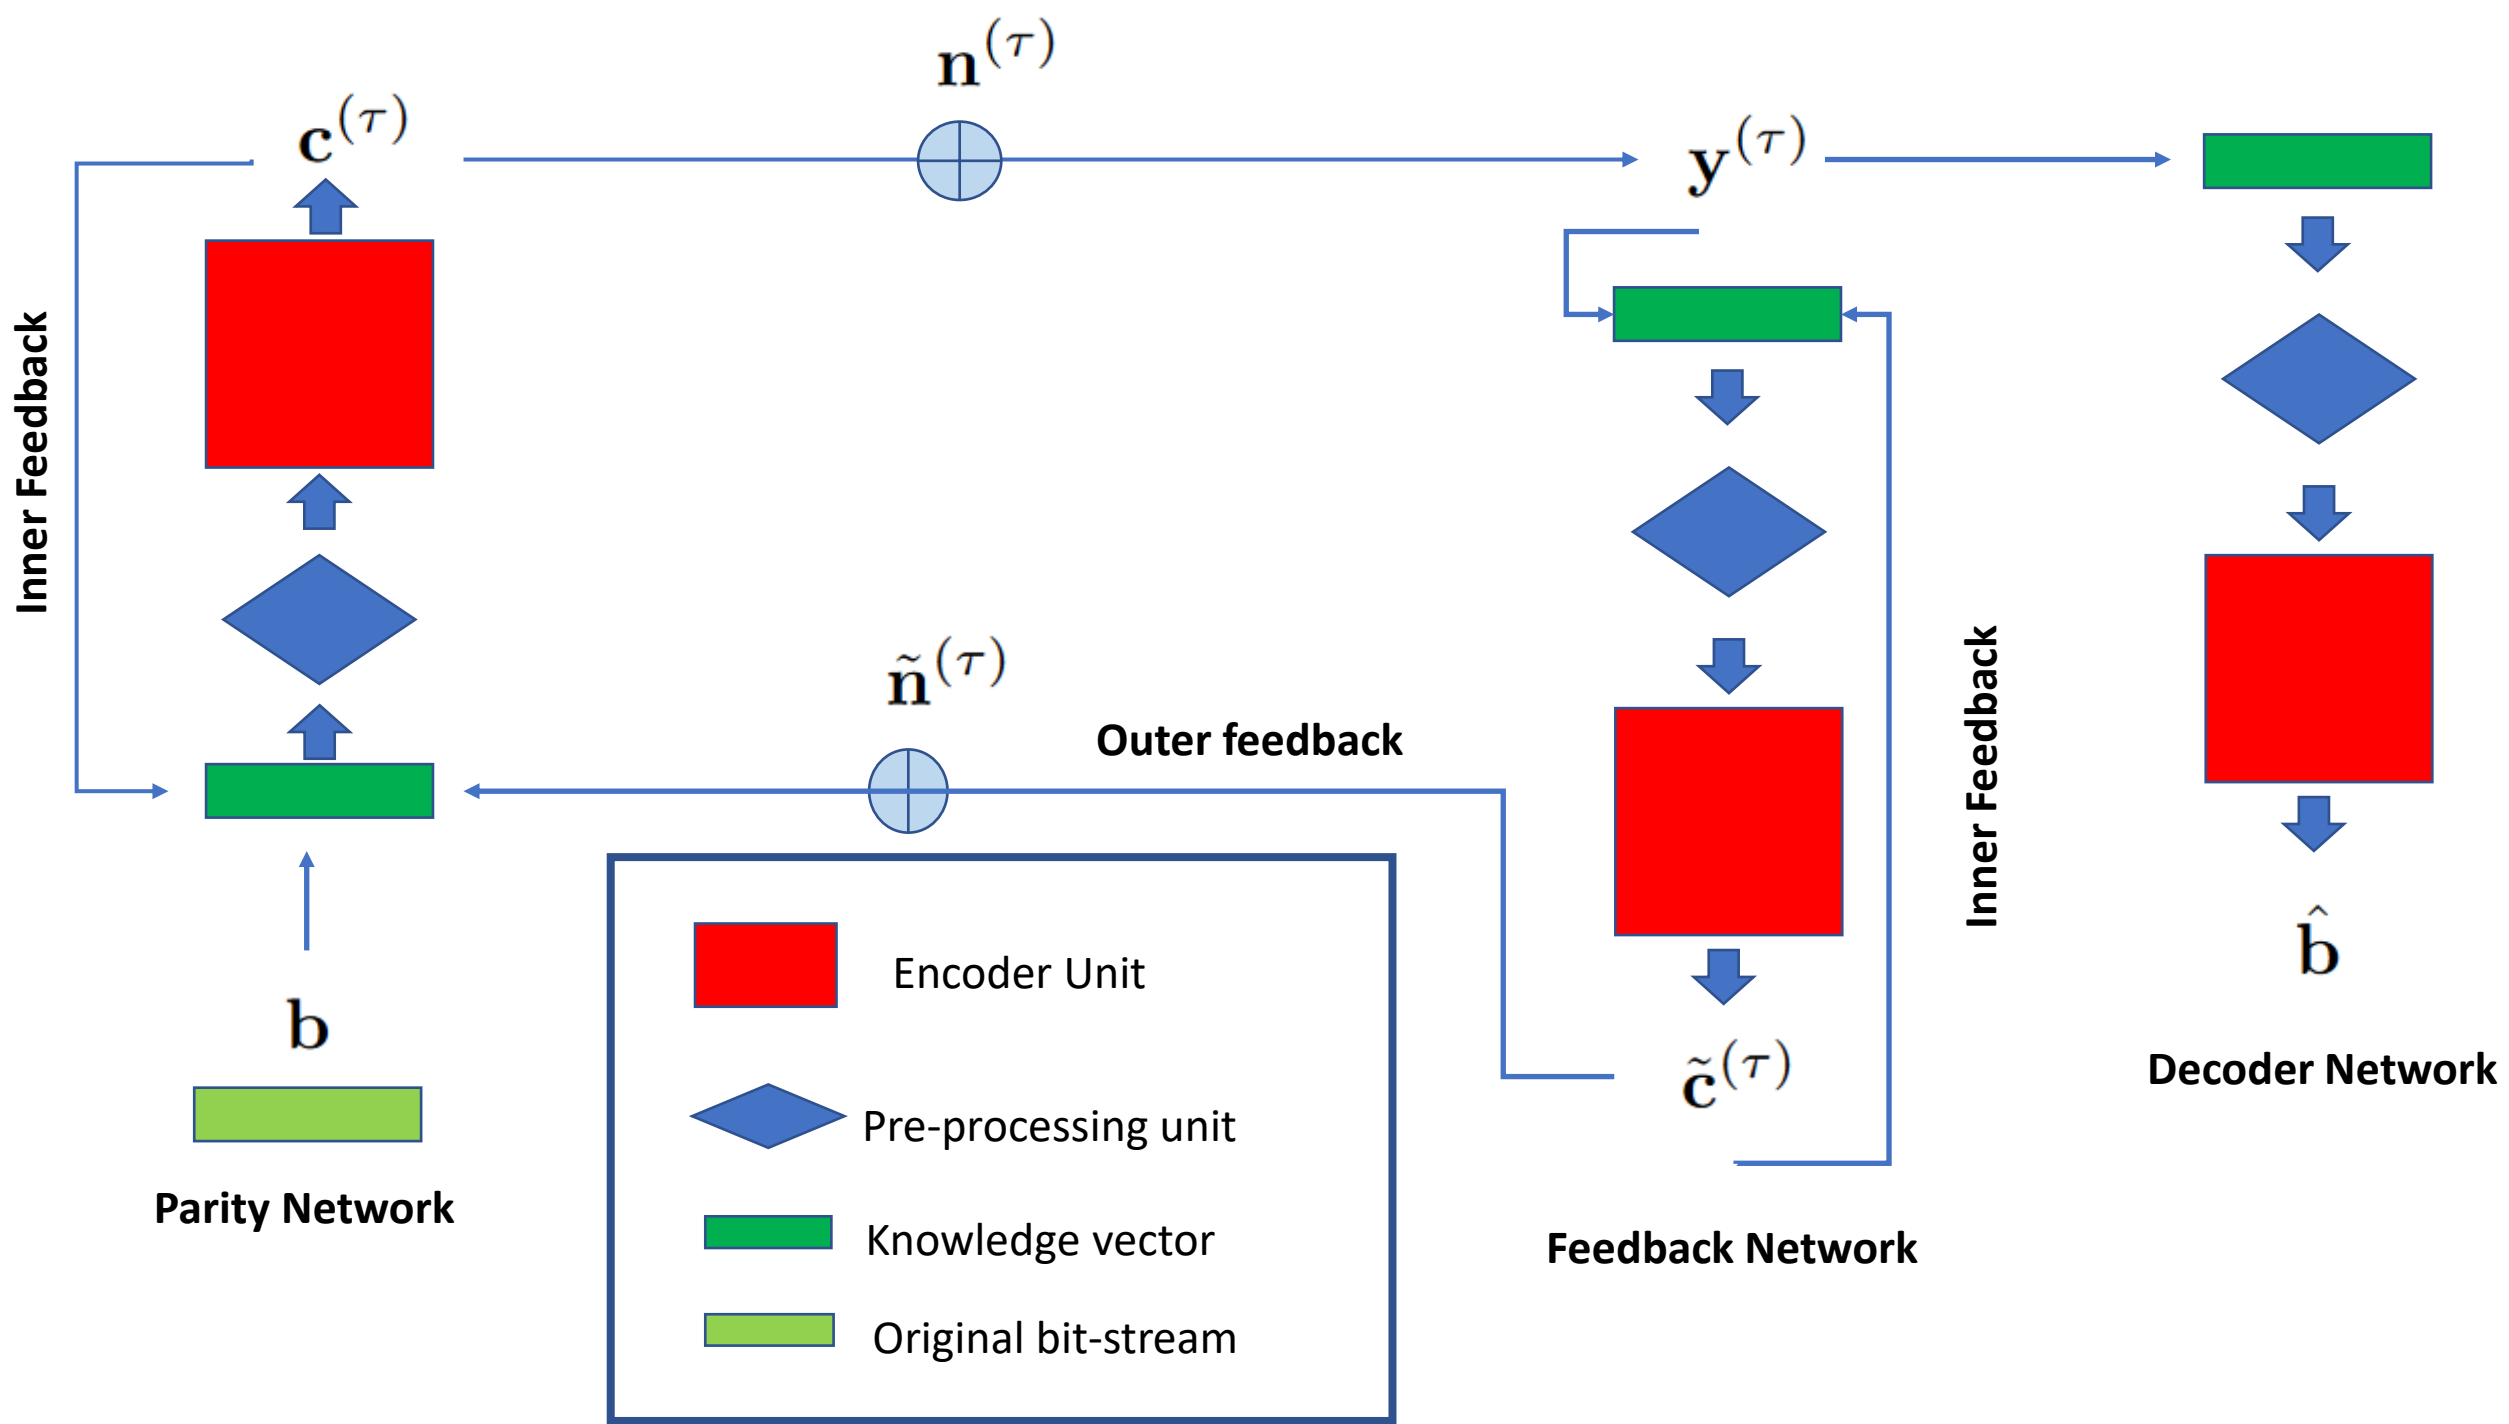 n^(τ)
c^(τ)
y^(τ)
Inner Feedback
ñ^(τ)
Outer feedback
Inner Feedback
b̂
b
c̃^(τ)
Decoder Network
Parity Network
Feedback Network
Encoder Unit
Pre-processing unit
Knowledge vector
Original bit-stream